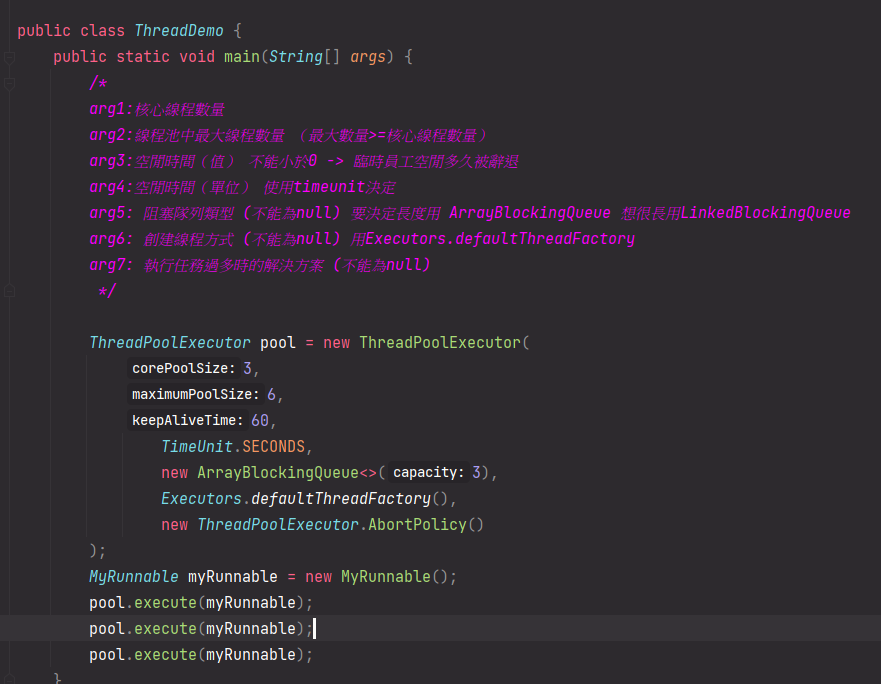 public class ThreadDemo {
public static void main(String[] args) {
/*
arg1:核心線程數量
arg2:線程池中最大線程數量 （最大數量>=核心線程數量）
arg3:空閒時間（值） 不能小於0 -> 臨時員工空閒多久被辭退
arg4:空閒時間（單位） 使用timeunit決定
arg5: 阻塞隊列類型 (不能為null) 要決定長度用 ArrayBlockingQueue 想很長用LinkedBlockingQueue
arg6: 創建線程方式 (不能為null) 用Executors.defaultThreadFactory
arg7: 執行任務過多時的解決方案 (不能為null)
*/
ThreadPoolExecutor pool = new ThreadPoolExecutor(
corePoolSize: 3,
maximumPoolSize: 6,
keepAliveTime: 60,
TimeUnit.SECONDS,
new ArrayBlockingQueue<>( capacity: 3),
Executors.defaultThreadFactory(),
new ThreadPoolExecutor.AbortPolicy()
);
MyRunnable myRunnable = new MyRunnable();
pool.execute(myRunnable);
pool.execute(myRunnable);
pool.execute(myRunnable);
}